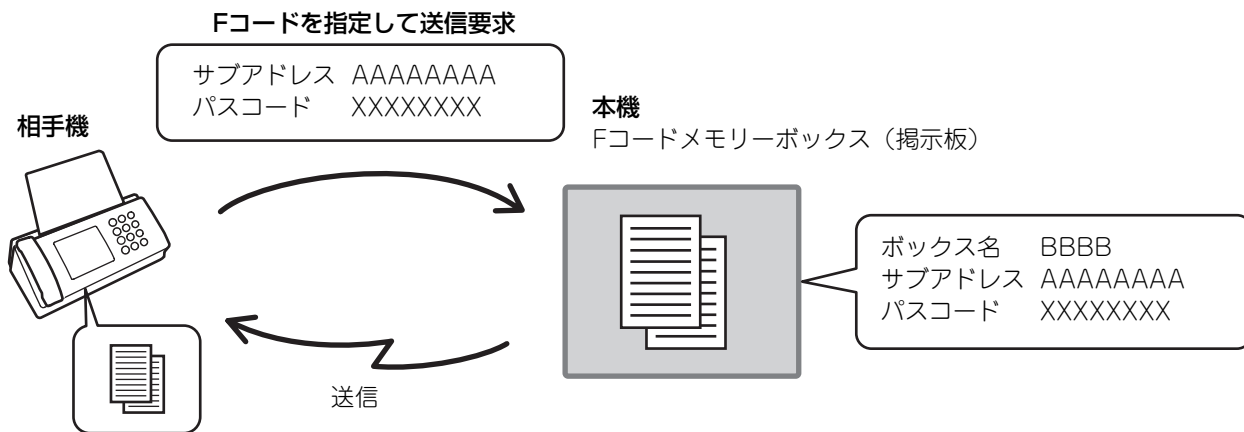 Fコードを指定して送信要求
サブアドレス AAAAAAAA
パスコード XXXXXXXX
相手機
本機
Fコードメモリーボックス（掲示板）
ボックス名 BBBB
サブアドレス AAAAAAAA
パスコード XXXXXXXX
送信